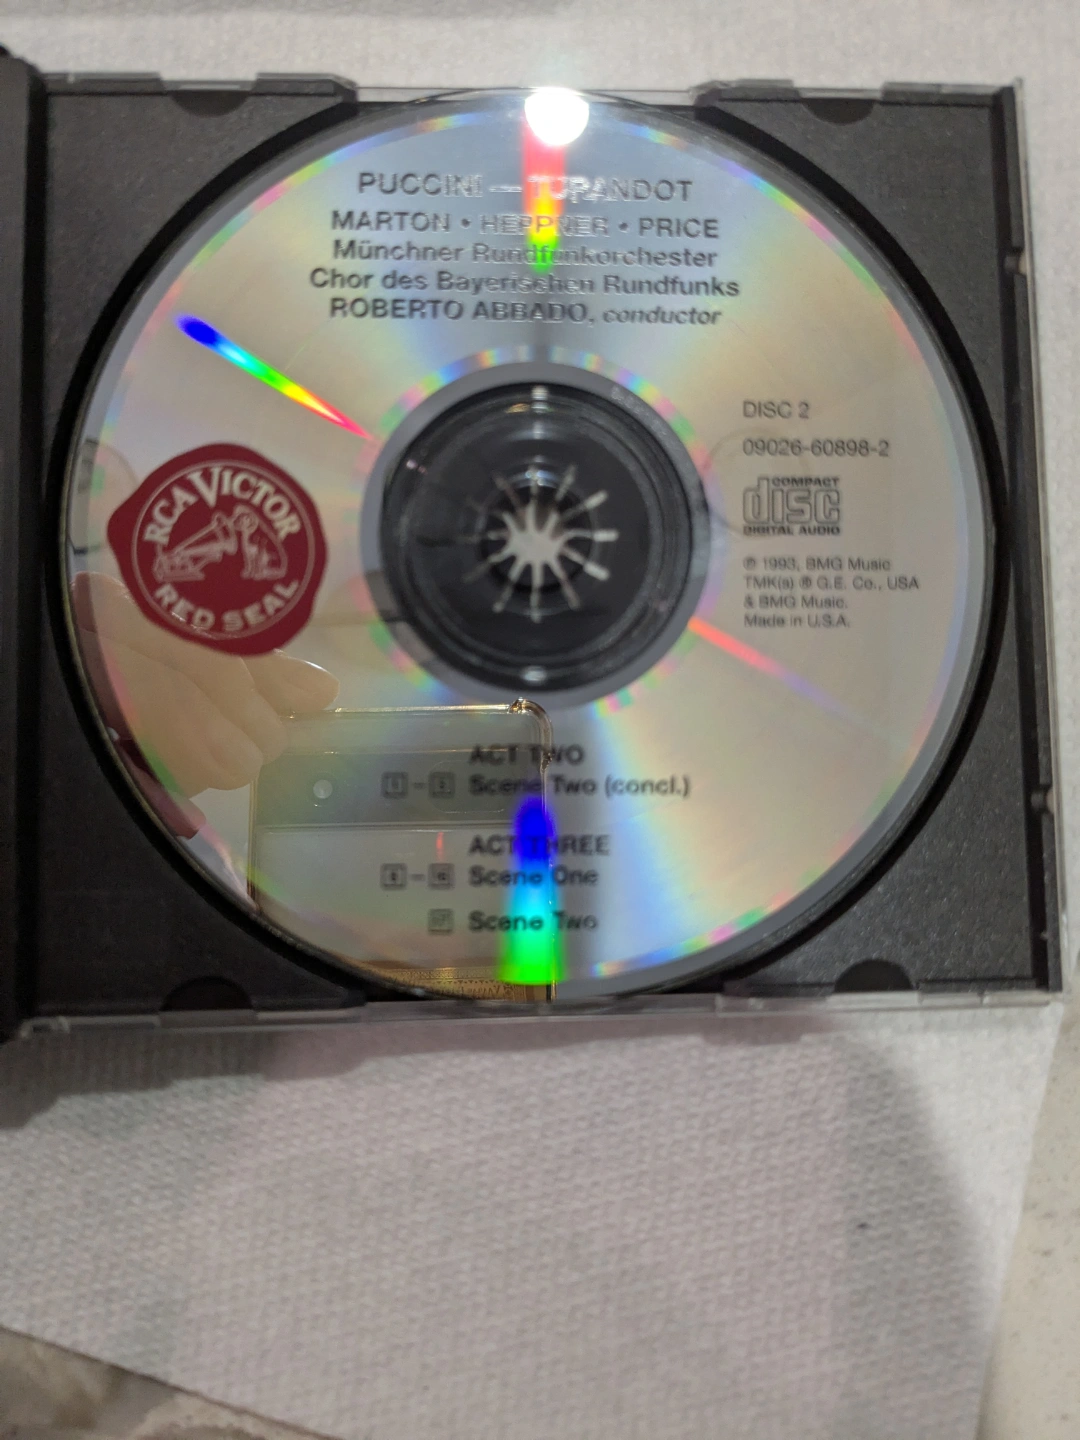 PUCCINI — TURANDOT
MARTON • HEPPNER • PRICE
Münchner Rundfunkorchester
Chor des Bayerischen Rundfunks
ROBERTO ABBADO, conductor
RCA VICTOR
RED SEAL
DISC 2
09026-60898-2
COMPACT
disc
DIGITAL AUDIO
℗ 1993, BMG Music
TMK(s) ® G.E. Co., USA
& BMG Music.
Made in U.S.A.
ACT TWO
Scene Two (concl.)
ACT THREE
Scene One
Scene Two